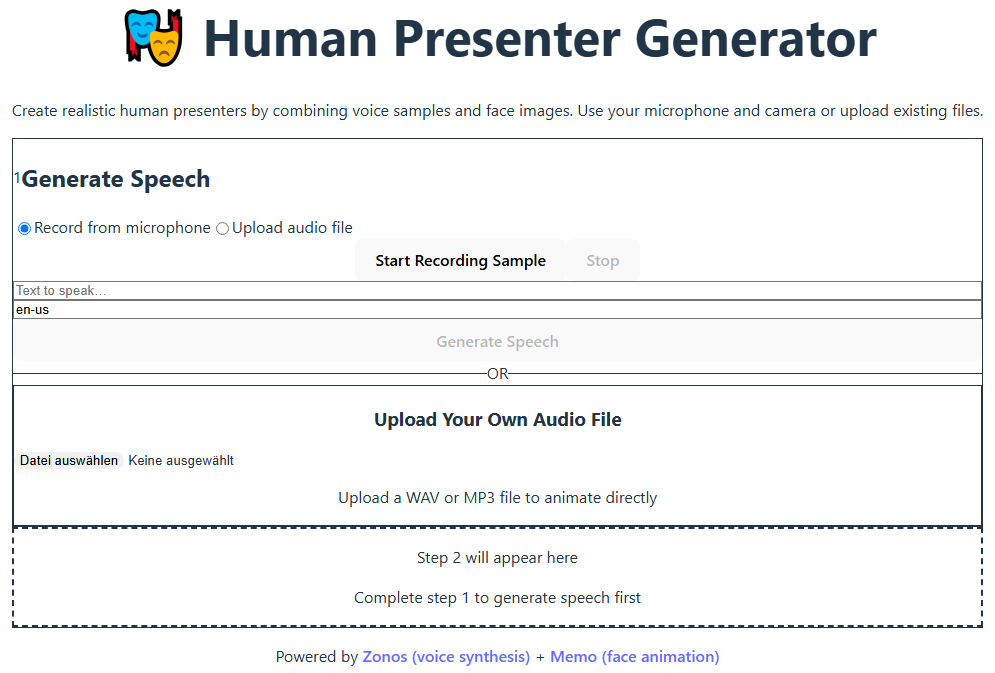 Human Presenter Generator
Create realistic human presenters by combining voice samples and face images. Use your microphone and camera or upload existing files.
1Generate Speech
Record from microphone Upload audio file
Start Recording Sample Stop
Text to speak…
en-us
Generate Speech
OR
Upload Your Own Audio File
Datei auswählen Keine ausgewählt
Upload a WAV or MP3 file to animate directly
Step 2 will appear here
Complete step 1 to generate speech first
Powered by Zonos (voice synthesis) + Memo (face animation)